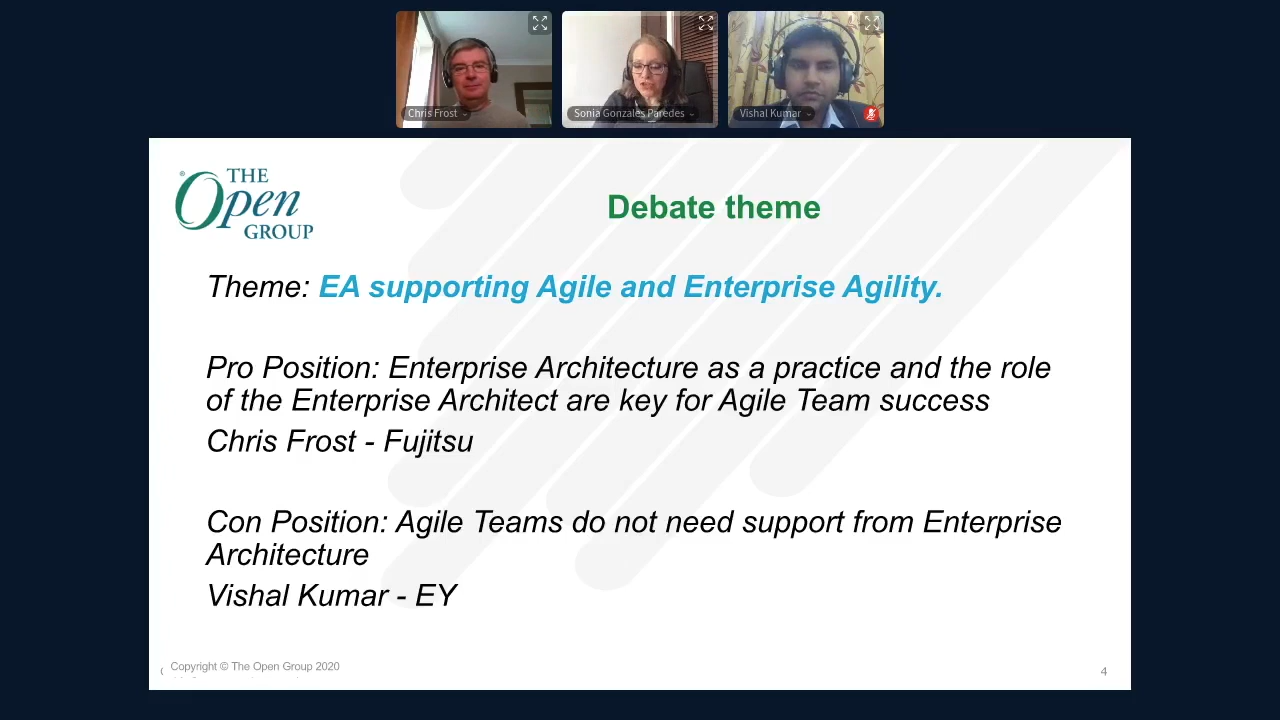 Chris Frost
Sonia Gonzales Paredes
Vishal Kumar
THE
Open
GROUP
®
Debate theme
Theme: EA supporting Agile and Enterprise Agility.
Pro Position: Enterprise Architecture as a practice and the role
of the Enterprise Architect are key for Agile Team success
Chris Frost - Fujitsu
Con Position: Agile Teams do not need support from Enterprise
Architecture
Vishal Kumar - EY
Copyright © The Open Group 2020
4